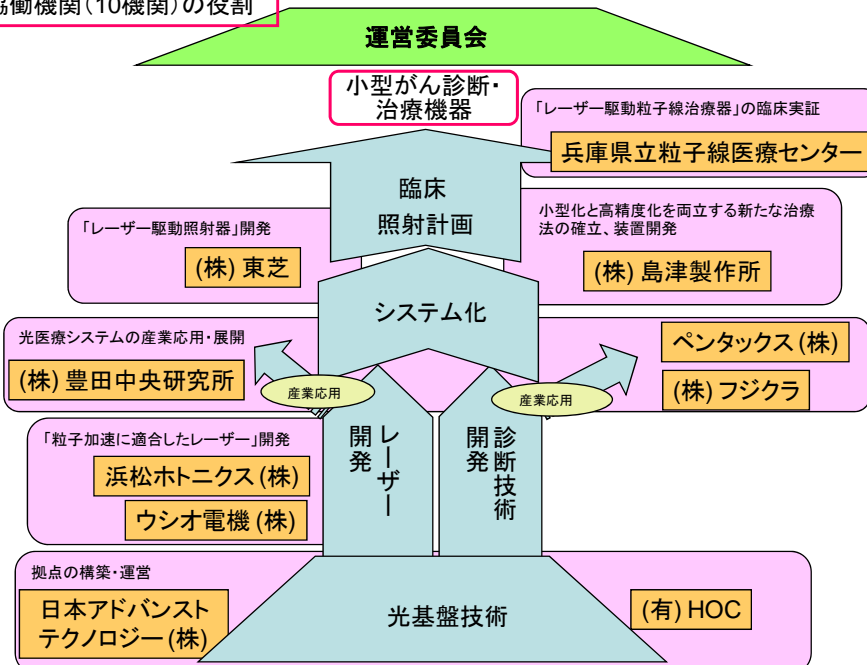 協働機関(10機関)の役割
運営委員会
小型がん診断・
治療機器
「レーザー駆動粒子線治療器」の臨床実証
兵庫県立粒子線医療センター
臨床
照射計画
「レーザー駆動照射器」開発
(株) 東芝
小型化と高精度化を両立する新たな治療
法の確立、装置開発
(株) 島津製作所
システム化
光医療システムの産業応用・展開
(株) 豊田中央研究所
産業応用
産業応用
ペンタックス (株)
(株) フジクラ
「粒子加速に適合したレーザー」開発
浜松ホトニクス (株)
ウシオ電機 (株)
レーザー
開発
診断技術
開発
拠点の構築・運営
日本アドバンスト
テクノロジー (株)
光基盤技術
(有) HOC